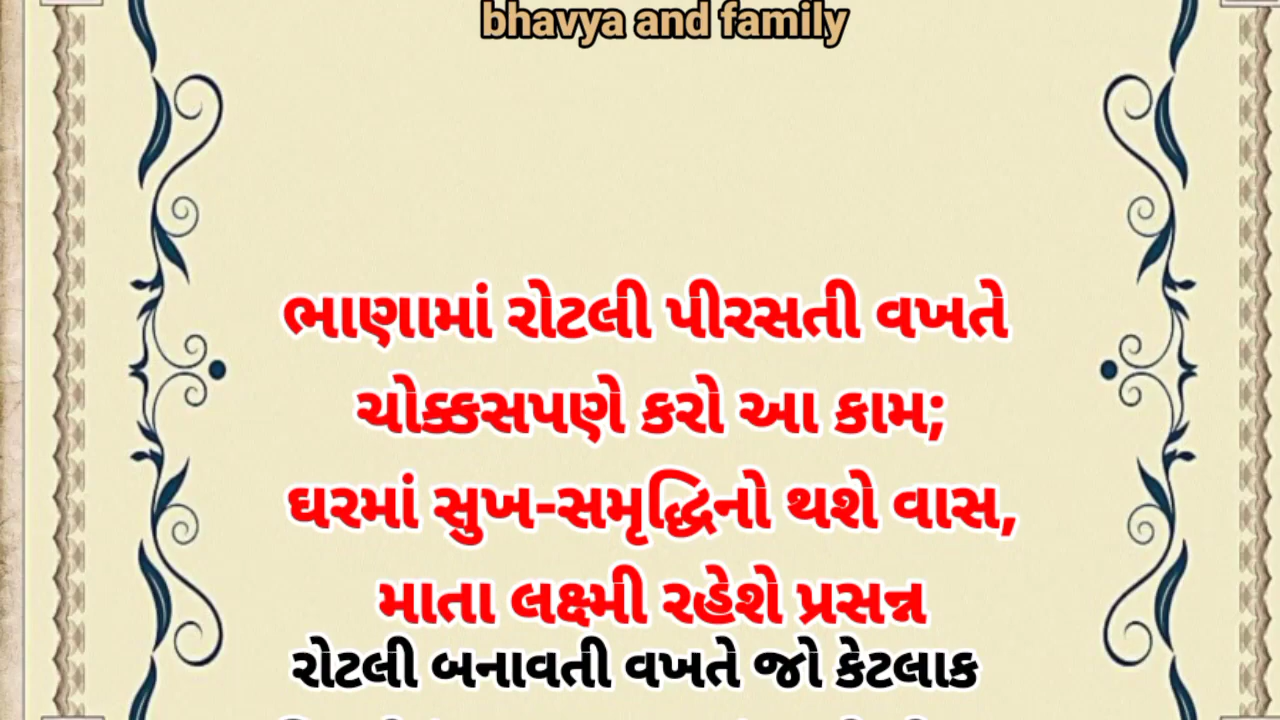 bhavya and family
ભાણામાં રોટલી પીરસતી વખતે
ચોક્કસપણે કરો આ કામ;
ઘરમાં સુખ-સમૃદ્ધિનો થશે વાસ,
માતા લક્ષ્મી રહેશે પ્રસન્ન
રોટલી બનાવતી વખતે જો કેટલાક